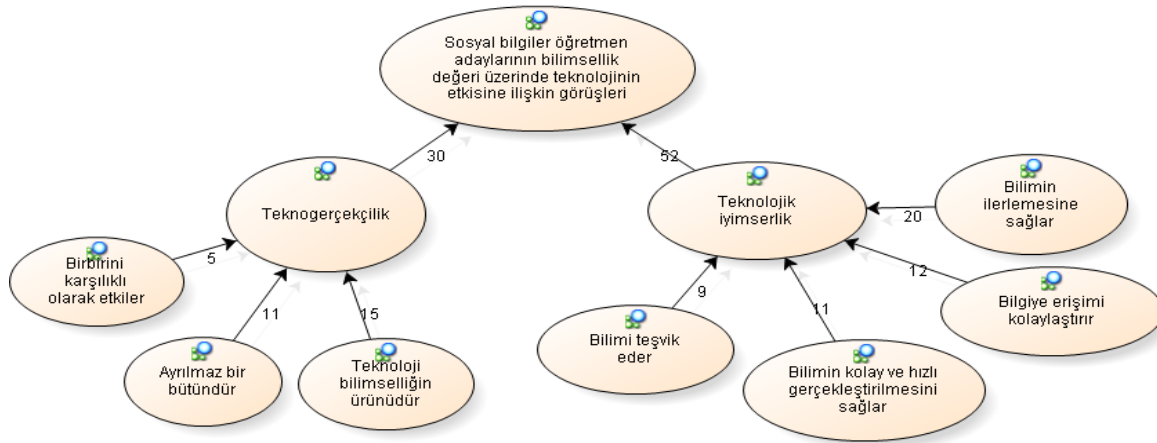 Sosyal bilgiler öğretmen
adaylarının bilimsellik
değeri üzerinde teknolojinin
etkisine ilişkin görüşleri
30
52
Teknogerçekçilik
Teknolojik
iyimserlik
Bilimin
ilerlemesine
sağlar
20
5
Birbirini
karşılıklı
olarak etkiler
11
15
9
11
12
Bilgiye erişimi
kolaylaştırır
Ayrılmaz bir
bütündür
Teknoloji
bilimselliğin
ürünüdür
Bilimi teşvik
eder
Bilimin kolay ve hızlı
gerçekleştirilmesini
sağlar